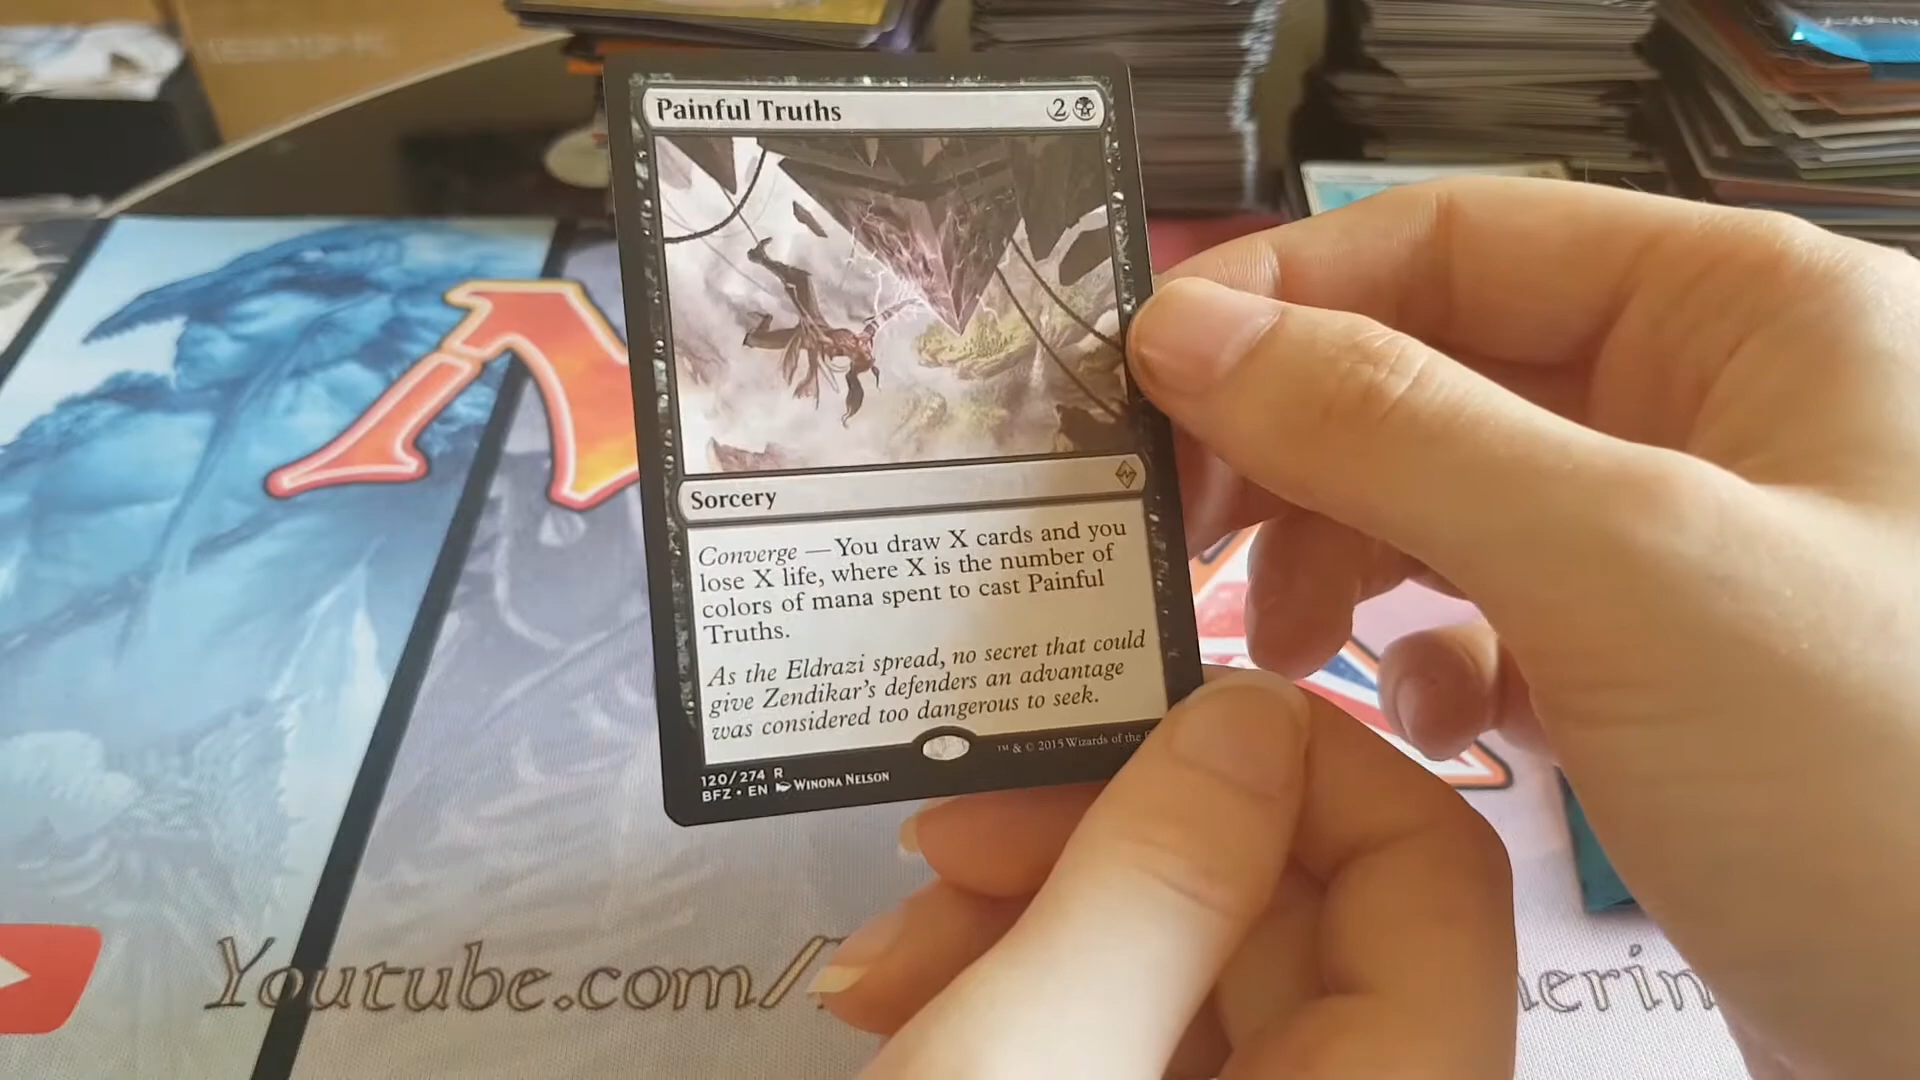 Painful Truths 2
Sorcery
Converge — You draw X cards and you
lose X life, where X is the number of
colors of mana spent to cast Painful
Truths.
As the Eldrazi spread, no secret that could
give Zendikar's defenders an advantage
was considered too dangerous to seek.
™ & © 2015 Wizards of the
120/274 R
BFZ • EN WINONA NELSON
Youtube.com/